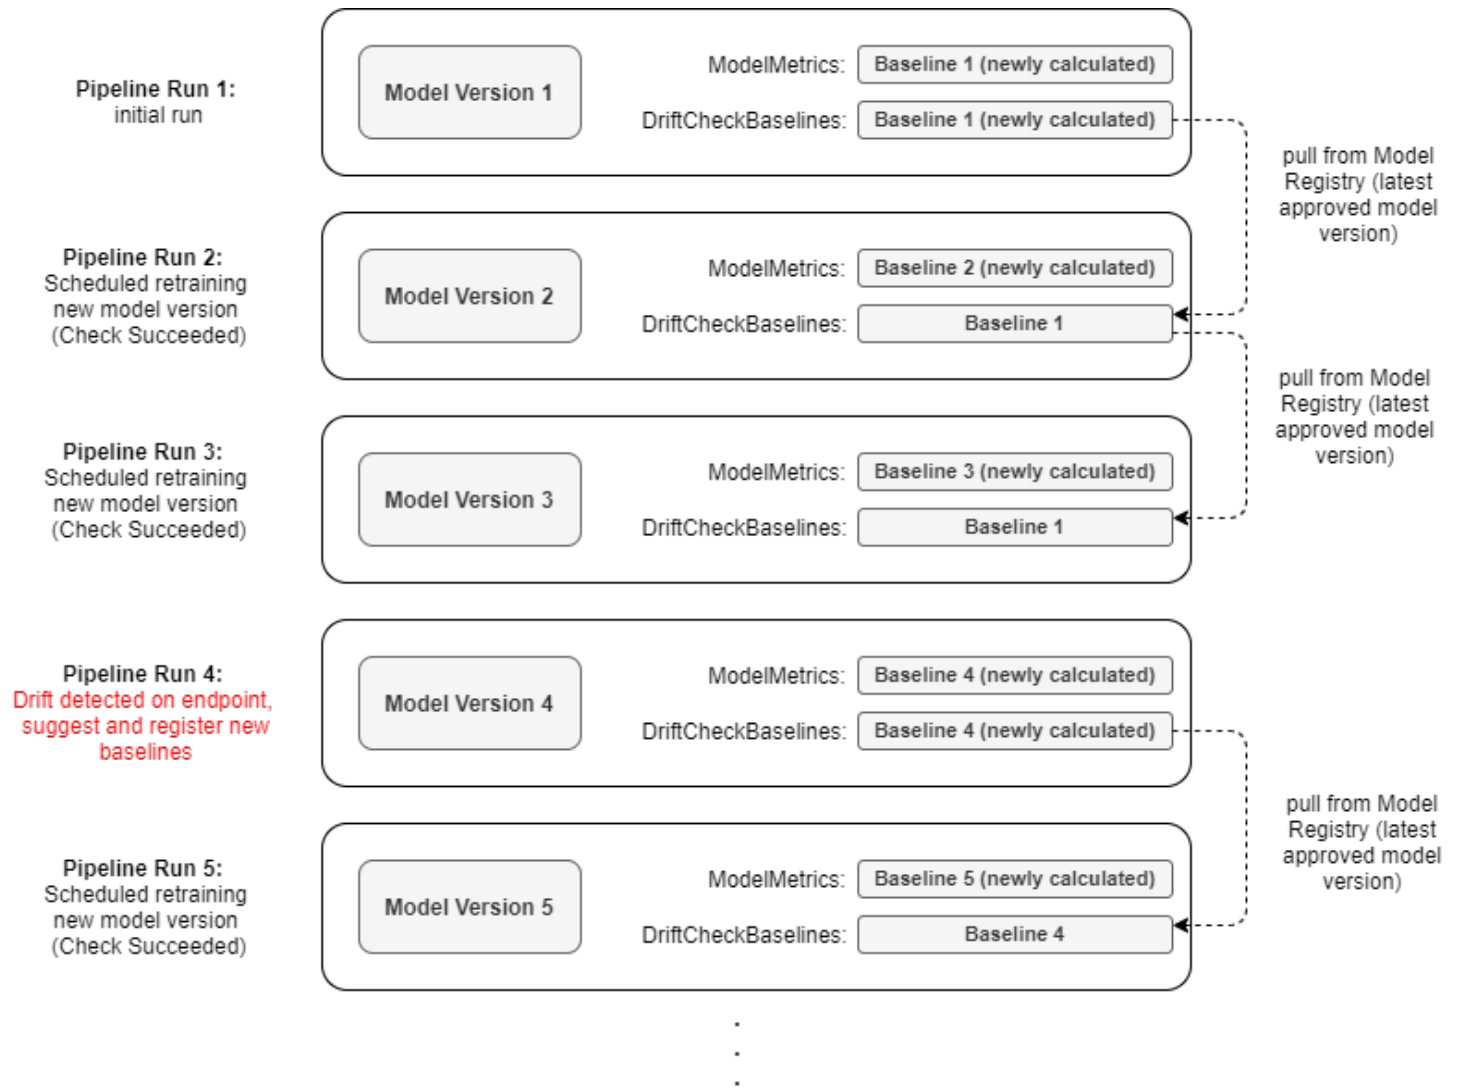 Pipeline Run 1:
initial run
Model Version 1
ModelMetrics:
Baseline 1 (newly calculated)
DriftCheckBaselines:
Baseline 1 (newly calculated)
pull from Model
Registry (latest
approved model
version)
Pipeline Run 2:
Scheduled retraining
new model version
(Check Succeeded)
Model Version 2
ModelMetrics:
Baseline 2 (newly calculated)
DriftCheckBaselines:
Baseline 1
pull from Model
Registry (latest
approved model
version)
Pipeline Run 3:
Scheduled retraining
new model version
(Check Succeeded)
Model Version 3
ModelMetrics:
Baseline 3 (newly calculated)
DriftCheckBaselines:
Baseline 1
Pipeline Run 4:
Drift detected on endpoint,
suggest and register new
baselines
Model Version 4
ModelMetrics:
Baseline 4 (newly calculated)
DriftCheckBaselines:
Baseline 4 (newly calculated)
pull from Model
Registry (latest
approved model
version)
Pipeline Run 5:
Scheduled retraining
new model version
(Check Succeeded)
Model Version 5
ModelMetrics:
Baseline 5 (newly calculated)
DriftCheckBaselines:
Baseline 4
.
.
.